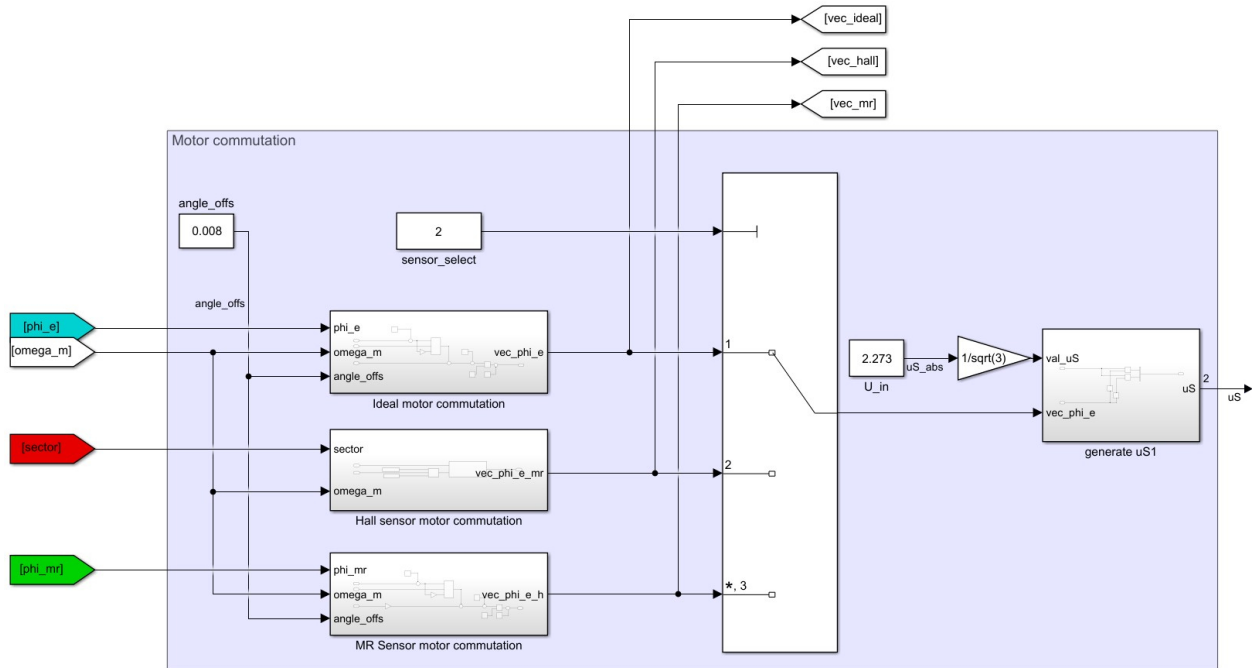 [vec_ideal]
[vec_hall]
[vec_mr]
Motor commutation
angle_offs
0.008
2
sensor_select
angle_offs
[phi_e]
[omega_m]
phi_e
omega_m
angle_offs
vec_phi_e
Ideal motor commutation
1
2.273
U_in
uS_abs
1/sqrt(3)
val_uS
vec_phi_e
uS
2
uS
generate uS1
[sector]
sector
omega_m
vec_phi_e_mr
Hall sensor motor commutation
2
[phi_mr]
phi_mr
omega_m
angle_offs
vec_phi_e_h
MR Sensor motor commutation
*, 3